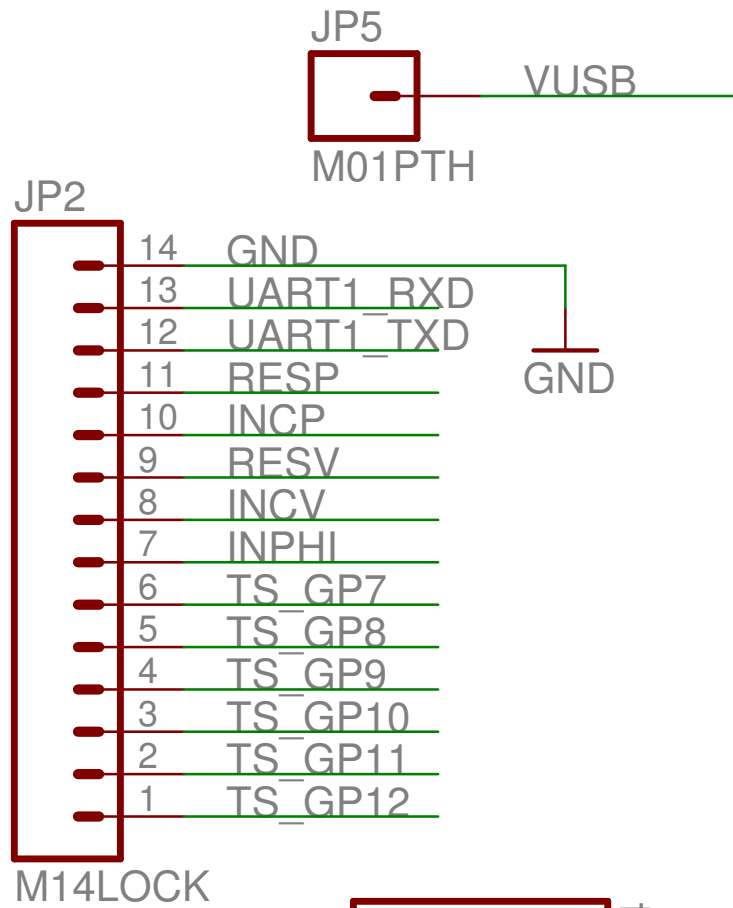 JP5
VUSB
M01PTH
JP2
14 GND
13 UART1_RXD
12 UART1_TXD
GND
11 RESP
10 INCP
9 RESV
8 INCV
7 INPHI
6 TS_GP7
5 TS_GP8
4 TS_GP9
3 TS_GP10
2 TS_GP11
1 TS_GP12
M14LOCK